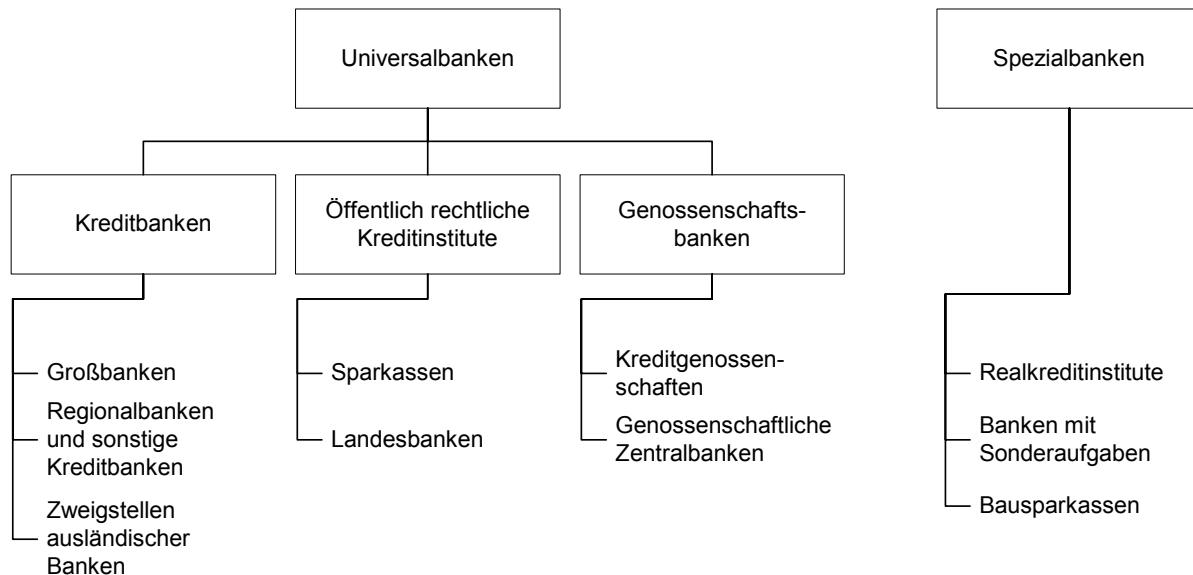 Universalbanken
Spezialbanken
Kreditbanken
Öffentlich rechtliche
Kreditinstitute
Genossenschafts-
banken
Großbanken
Regionalbanken
und sonstige
Kreditbanken
Zweigstellen
ausländischer
Banken
Sparkassen
Landesbanken
Kreditgenossen-
schaften
Genossenschaftliche
Zentralbanken
Realkreditinstitute
Banken mit
Sonderaufgaben
Bausparkassen